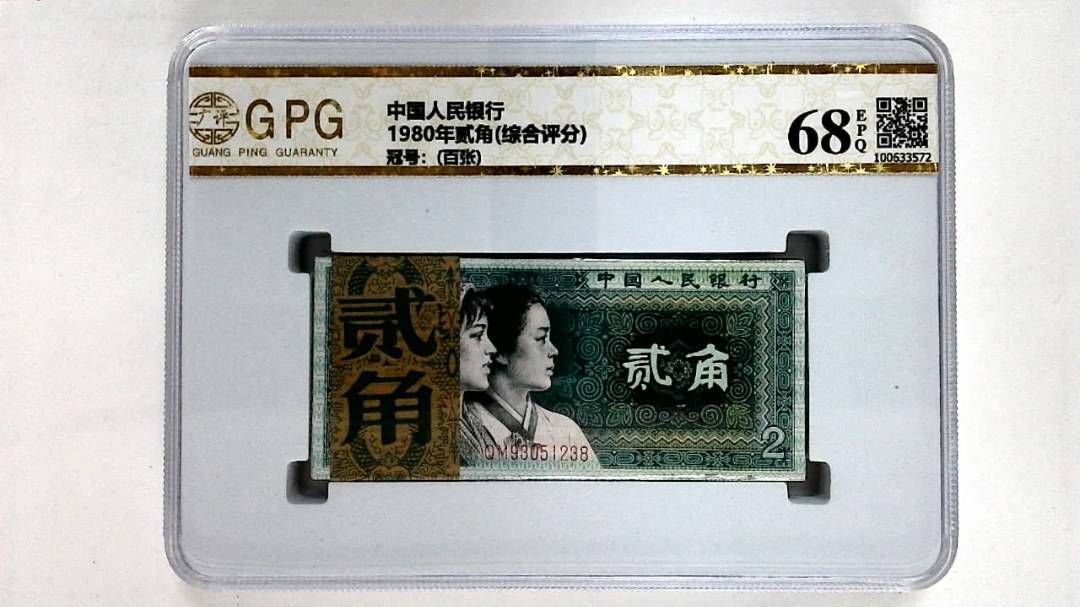 广评
GPG
GUANG PING GUARANTY
中国人民银行
1980年贰角(综合评分)
冠号：(百张)
68
EPQ
100633572
贰
角
中国人民银行
贰角
QM93051238
2